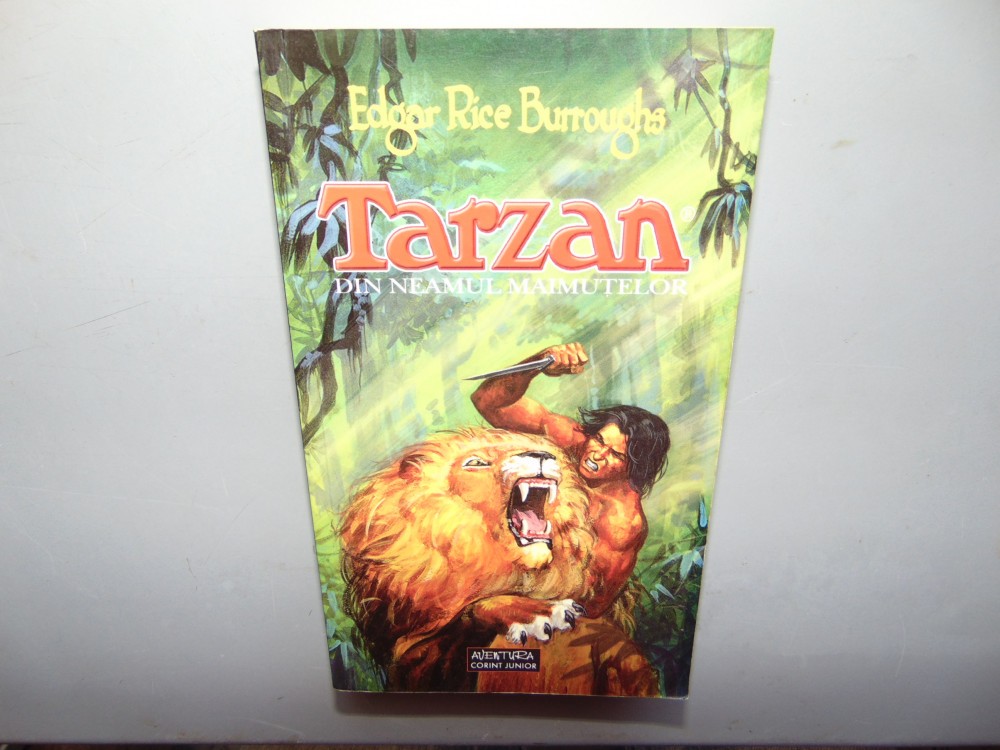 Edgar Rice Burroughs
Tarzan®
DIN NEAMUL MAIMUȚELOR
AVENTURA
CORINT JUNIOR